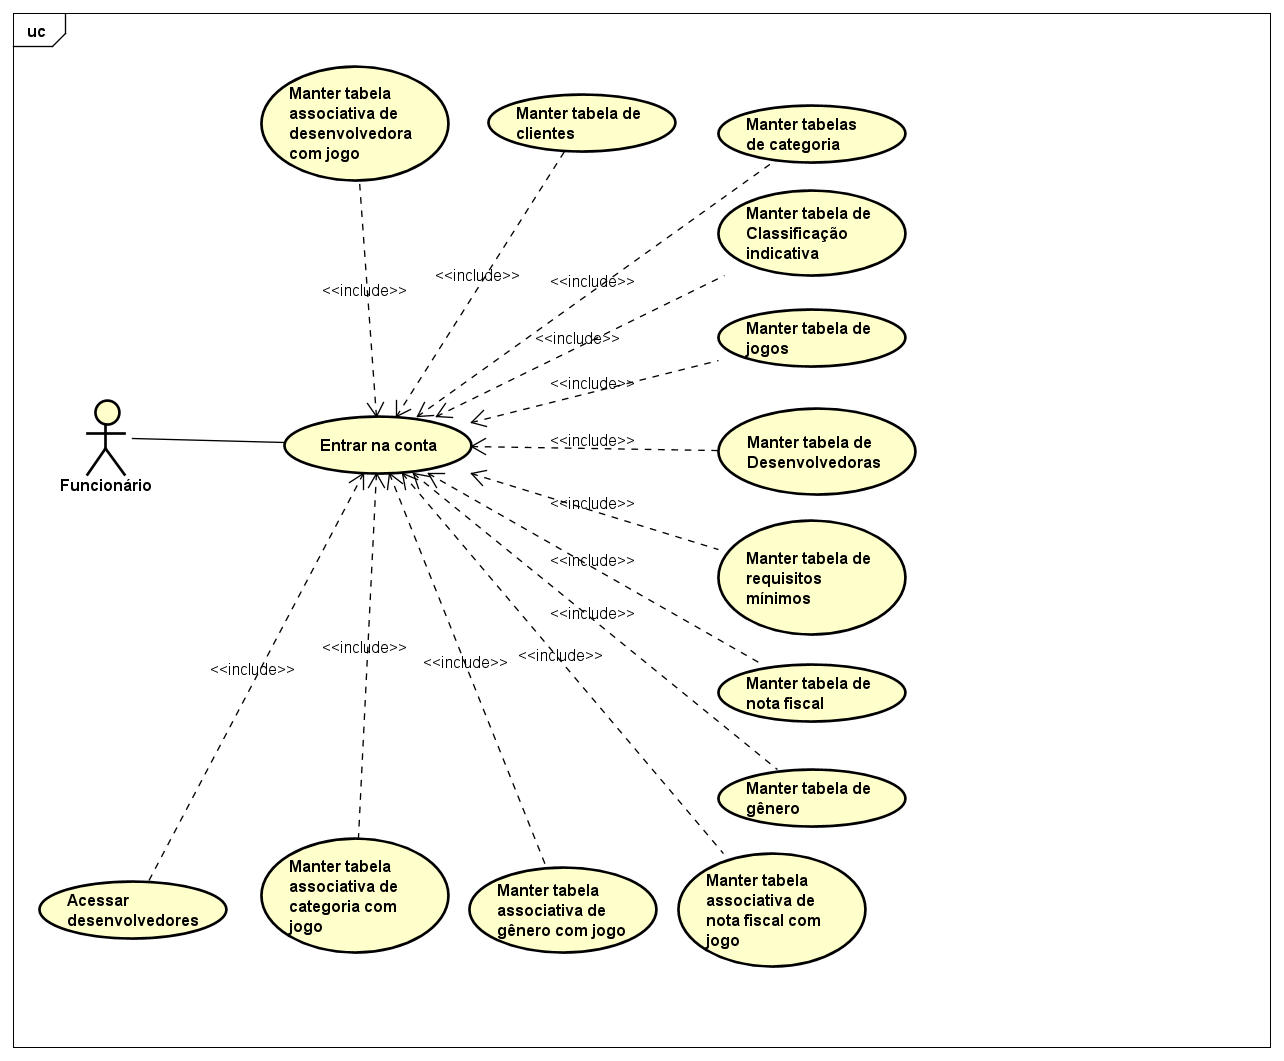 uc
Manter tabela
associativa de
desenvolvedora
com jogo
Manter tabela de
clientes
Manter tabelas
de categoria
Manter tabela de
Classificação
indicativa
<<include>>
<<include>>
<<include>>
<<include>>
Manter tabela de
jogos
<<include>>
Funcionário
Entrar na conta
<<include>>
Manter tabela de
Desenvolvedoras
<<include>>
Manter tabela de
requisitos
mínimos
<<include>>
<<include>>
<<include>>
<<include>>
<<include>>
<<include>>
Manter tabela de
nota fiscal
Manter tabela de
gênero
Acessar
desenvolvedores
Manter tabela
associativa de
categoria com
jogo
Manter tabela
associativa de
gênero com jogo
Manter tabela
associativa de
nota fiscal com
jogo